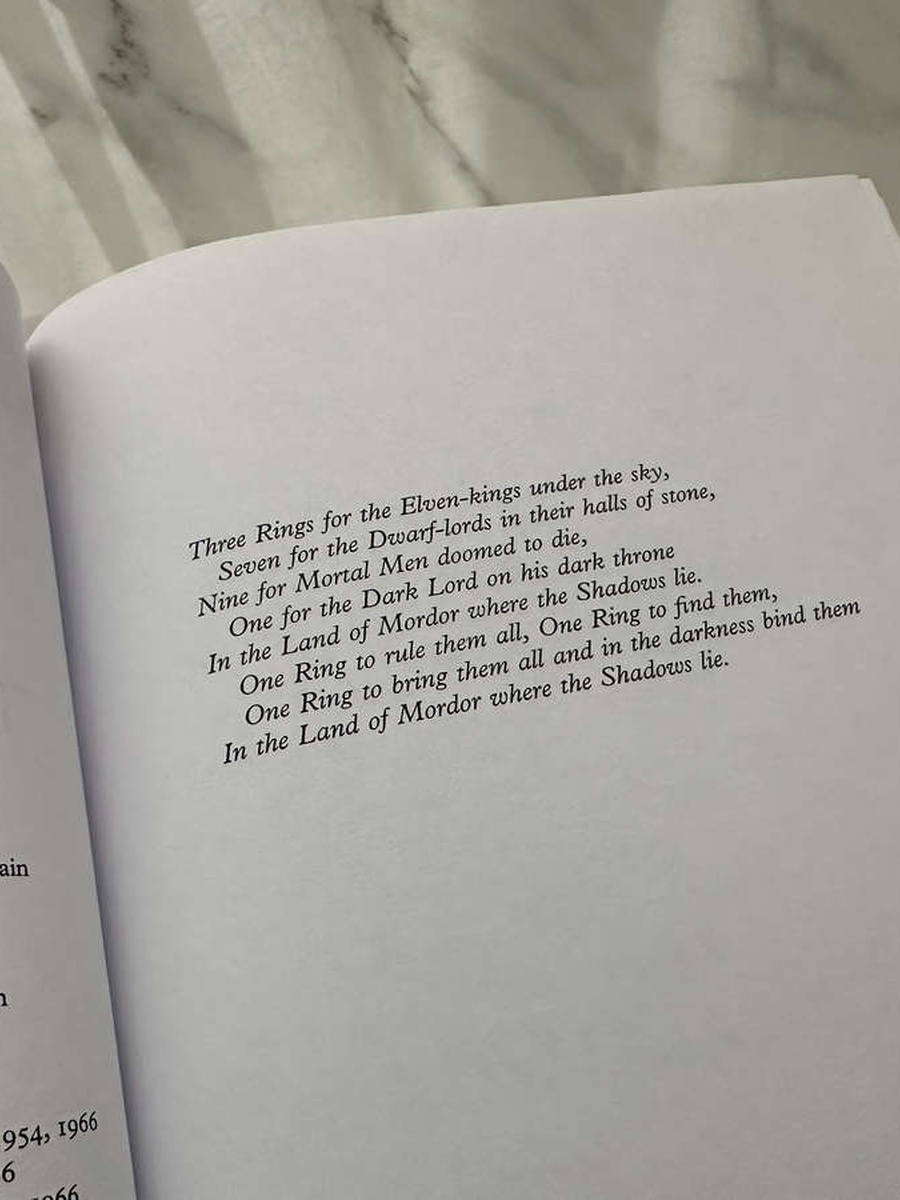 Three Rings for the Elven-kings under the sky,
Seven for the Dwarf-lords in their halls of stone,
Nine for Mortal Men doomed to die,
One for the Dark Lord on his dark throne
In the Land of Mordor where the Shadows lie.
One Ring to rule them all, One Ring to find them,
One Ring to bring them all and in the darkness bind them
In the Land of Mordor where the Shadows lie.
ain
n
954, 1966
6
1966